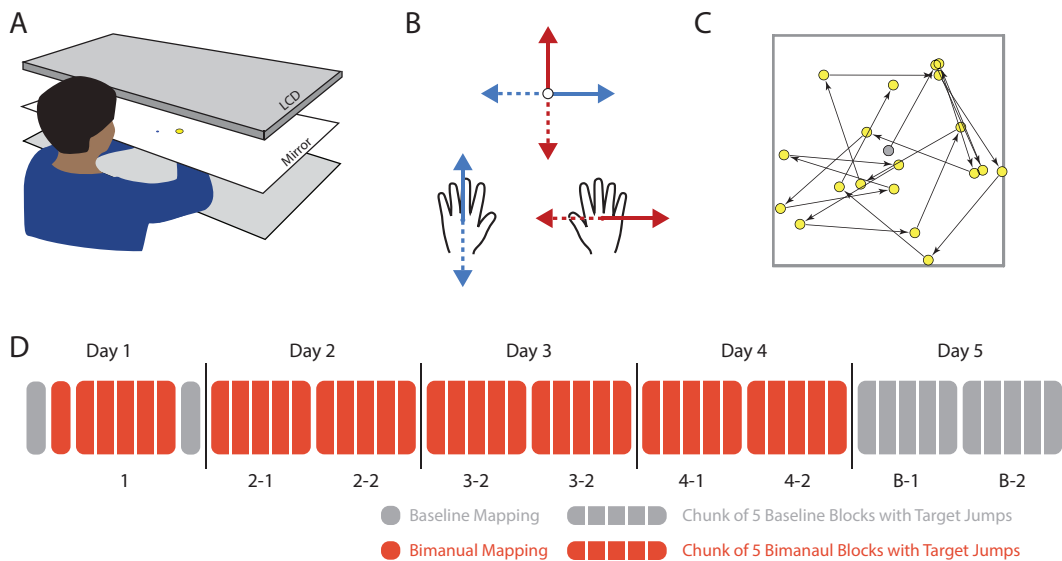 A
LCD
Mirror
B
C
D
Day 1
Day 2
Day 3
Day 4
Day 5
1
2-1
2-2
3-2
3-2
4-1
4-2
B-1
B-2
Baseline Mapping
Chunk of 5 Baseline Blocks with Target Jumps
Bimanual Mapping
Chunk of 5 Bimanaul Blocks with Target Jumps